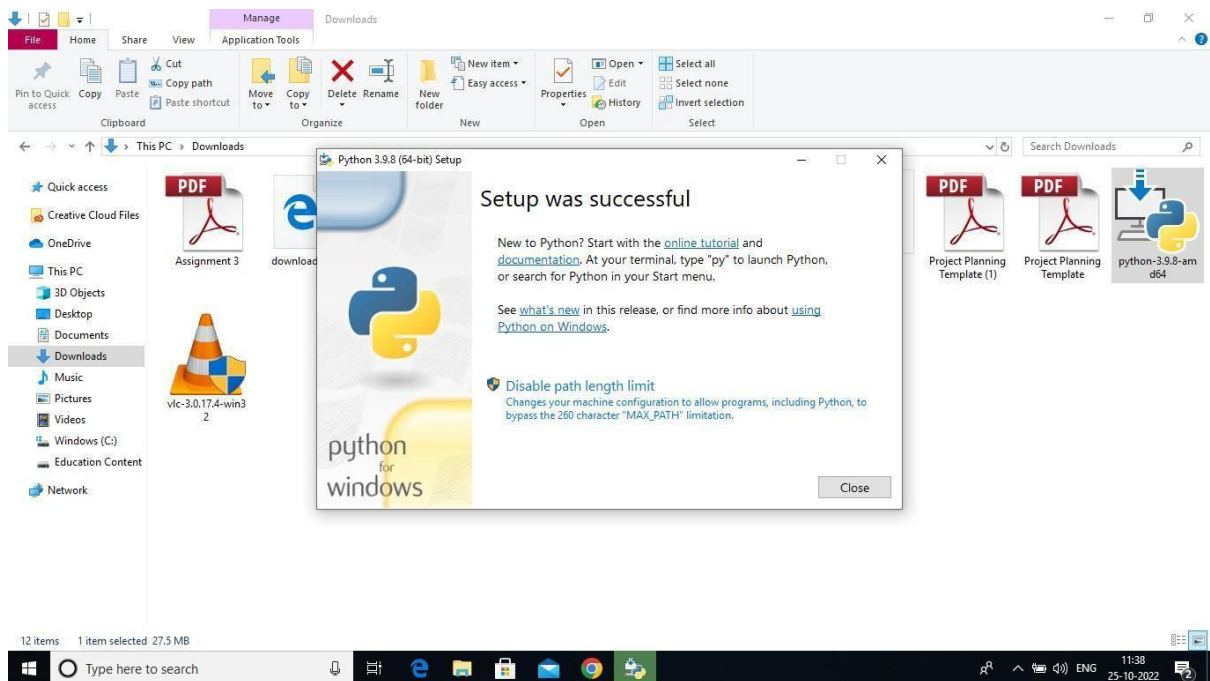 Manage
Downloads
File
Home
Share
View
Application Tools
Pin to Quick
access
Copy
Paste
Cut
Copy path
Paste shortcut
Clipboard
Move
to
Copy
to
Delete
Rename
Organize
New
folder
New item
Easy access
New
Properties
Open
Edit
History
Open
Select all
Select none
Invert selection
Select
This PC
Downloads
Search Downloads
Quick access
Creative Cloud Files
OneDrive
This PC
3D Objects
Desktop
Documents
Downloads
Music
Pictures
Videos
Windows (C:)
Education Content
Network
PDF
Assignment 3
download
vlc-3.0.17.4-win3
2
Python 3.9.8 (64-bit) Setup
Setup was successful
New to Python? Start with the online tutorial and
documentation. At your terminal, type "py" to launch Python,
or search for Python in your Start menu.
See what's new in this release, or find more info about using
Python on Windows.
Disable path length limit
Changes your machine configuration to allow programs, including Python, to
bypass the 260 character "MAX_PATH" limitation.
python
for
windows
Close
PDF
Project Planning
Template (1)
PDF
Project Planning
Template
python-3.9.8-am
d64
12 items
1 item selected
27.5 MB
Type here to search
ENG
11:38
25-10-2022
2